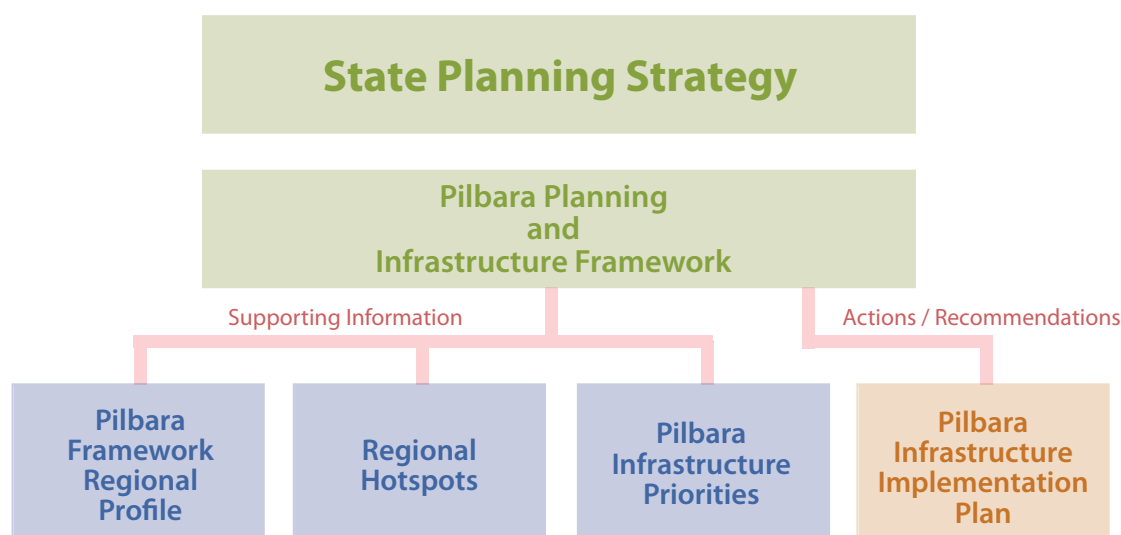 State Planning Strategy
Pilbara Planning
and
Infrastructure Framework
Supporting Information
Actions / Recommendations
Pilbara
Framework
Regional
Profile
Regional
Hotspots
Pilbara
Infrastructure
Priorities
Pilbara
Infrastructure
Implementation
Plan